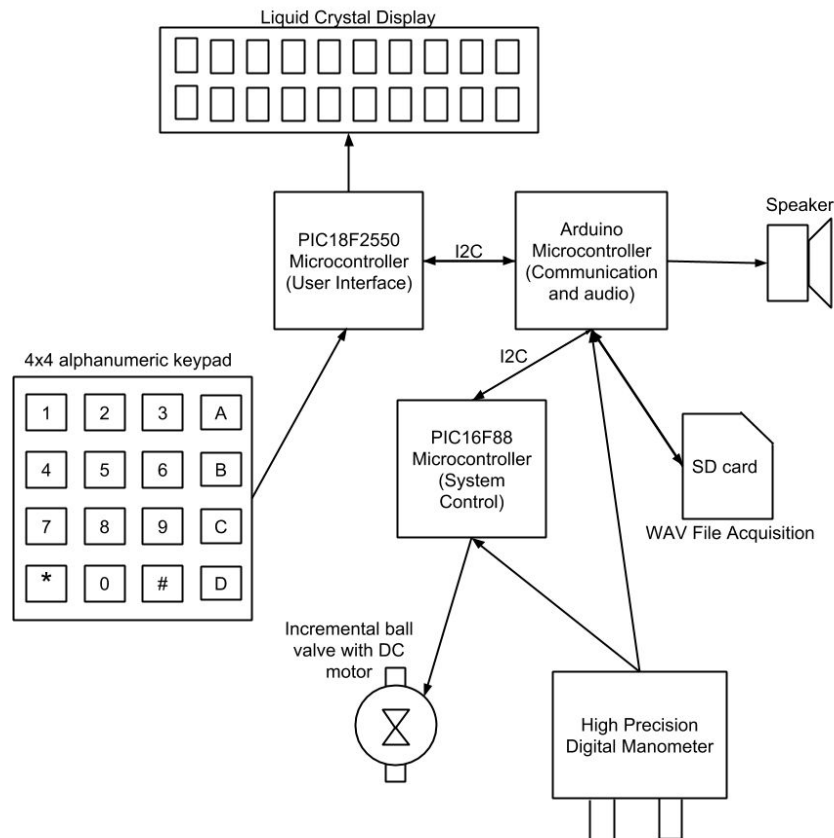 Liquid Crystal Display
PIC18F2550
Microcontroller
(User Interface)
I2C
Arduino
Microcontroller
(Communication
and audio)
Speaker
4x4 alphanumeric keypad
1 2 3 A
4 5 6 B
7 8 9 C
* 0 # D
I2C
PIC16F88
Microcontroller
(System
Control)
SD card
WAV File Acquisition
Incremental ball
valve with DC
motor
High Precision
Digital Manometer